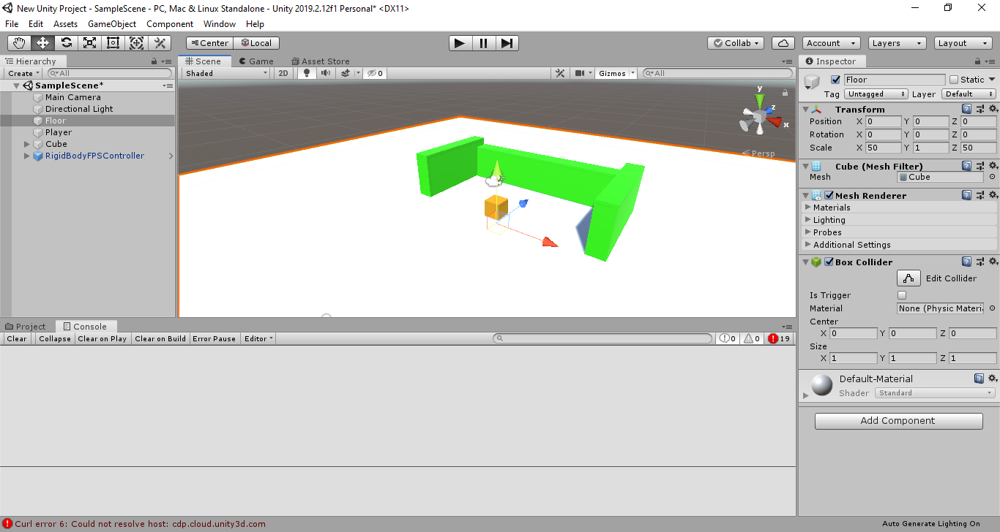 New Unity Project - SampleScene - PC, Mac & Linux Standalone - Unity 2019.2.12f1 Personal* <DX11>
File Edit Assets GameObject Component Window Help
Center Local Collab Account Layers Layout
Hierarchy
Create All
SampleScene*
Main Camera
Directional Light
Floor
Player
Cube
RigidBodyFPSController
Scene Game Asset Store
Shaded 2D 0 Gizmos All
y
z
x
Persp
Inspector
Floor Static
Tag Untagged Layer Default
Transform
Position X 0 Y 0 Z 0
Rotation X 0 Y 0 Z 0
Scale X 50 Y 1 Z 50
Cube (Mesh Filter)
Mesh Cube
Mesh Renderer
Materials
Lighting
Probes
Additional Settings
Box Collider
Edit Collider
Is Trigger
Material None (Physic Materi
Center
X 0 Y 0 Z 0
Size
X 1 Y 1 Z 1
Default-Material
Shader Standard
Add Component
Project Console
Clear Collapse Clear on Play Clear on Build Error Pause Editor 0 0 19
Curl error 6: Could not resolve host: cdp.cloud.unity3d.com
Auto Generate Lighting On